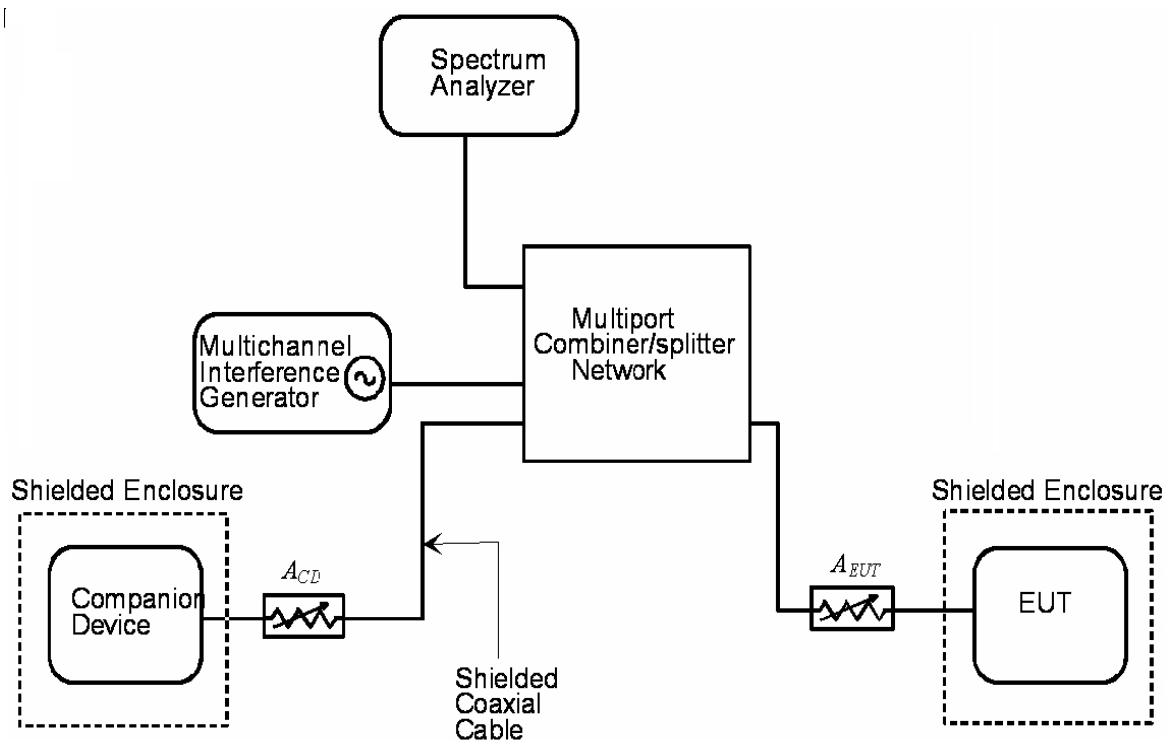 Spectrum
Analyzer
Multiport
Combiner/splitter
Network
Multichannel
Interference
Generator
Shielded Enclosure
Shielded Enclosure
Companion
Device
A_CD
A_EUT
EUT
Shielded
Coaxial
Cable